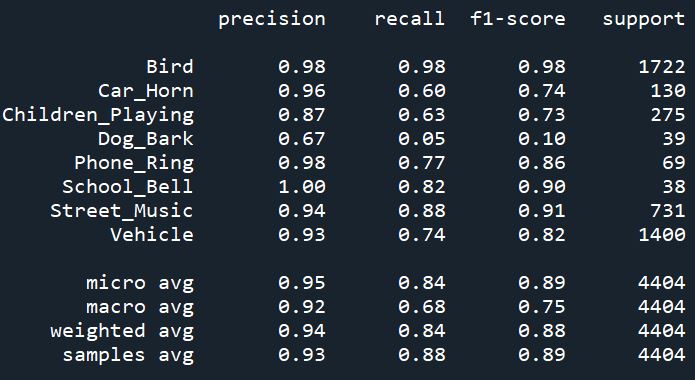 precision recall f1-score support
Bird 0.98 0.98 0.98 1722
Car_Horn 0.96 0.60 0.74 130
Children_Playing 0.87 0.63 0.73 275
Dog_Bark 0.67 0.05 0.10 39
Phone_Ring 0.98 0.77 0.86 69
School_Bell 1.00 0.82 0.90 38
Street_Music 0.94 0.88 0.91 731
Vehicle 0.93 0.74 0.82 1400
micro avg 0.95 0.84 0.89 4404
macro avg 0.92 0.68 0.75 4404
weighted avg 0.94 0.84 0.88 4404
samples avg 0.93 0.88 0.89 4404